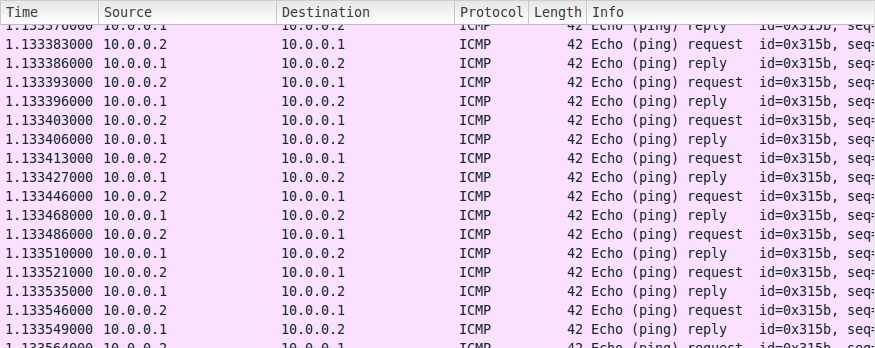 Time Source Destination Protocol Length Info
1.133376000 10.0.0.1 10.0.0.2 ICMP 42 Echo (ping) reply id=0x315b, seq=
1.133383000 10.0.0.2 10.0.0.1 ICMP 42 Echo (ping) request id=0x315b, seq=
1.133386000 10.0.0.1 10.0.0.2 ICMP 42 Echo (ping) reply id=0x315b, seq=
1.133393000 10.0.0.2 10.0.0.1 ICMP 42 Echo (ping) request id=0x315b, seq=
1.133396000 10.0.0.1 10.0.0.2 ICMP 42 Echo (ping) reply id=0x315b, seq=
1.133403000 10.0.0.2 10.0.0.1 ICMP 42 Echo (ping) request id=0x315b, seq=
1.133406000 10.0.0.1 10.0.0.2 ICMP 42 Echo (ping) reply id=0x315b, seq=
1.133413000 10.0.0.2 10.0.0.1 ICMP 42 Echo (ping) request id=0x315b, seq=
1.133427000 10.0.0.1 10.0.0.2 ICMP 42 Echo (ping) reply id=0x315b, seq=
1.133446000 10.0.0.2 10.0.0.1 ICMP 42 Echo (ping) request id=0x315b, seq=
1.133468000 10.0.0.1 10.0.0.2 ICMP 42 Echo (ping) reply id=0x315b, seq=
1.133486000 10.0.0.2 10.0.0.1 ICMP 42 Echo (ping) request id=0x315b, seq=
1.133510000 10.0.0.1 10.0.0.2 ICMP 42 Echo (ping) reply id=0x315b, seq=
1.133521000 10.0.0.2 10.0.0.1 ICMP 42 Echo (ping) request id=0x315b, seq=
1.133535000 10.0.0.1 10.0.0.2 ICMP 42 Echo (ping) reply id=0x315b, seq=
1.133546000 10.0.0.2 10.0.0.1 ICMP 42 Echo (ping) request id=0x315b, seq=
1.133549000 10.0.0.1 10.0.0.2 ICMP 42 Echo (ping) reply id=0x315b, seq=
1.133564000 10.0.0.2 10.0.0.1 ICMP 42 Echo (ping) request id=0x315b, seq=